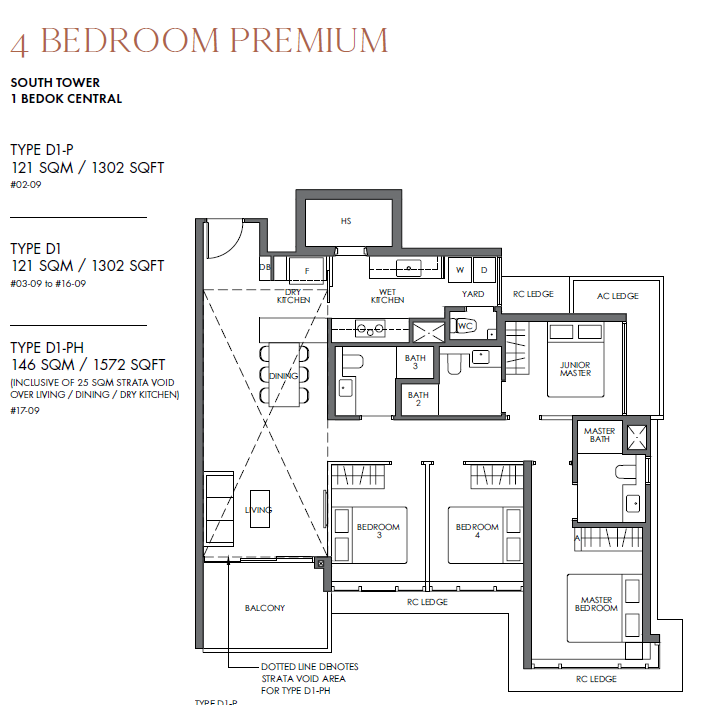 4 BEDROOM PREMIUM
SOUTH TOWER
1 BEDOK CENTRAL
TYPE D1-P
121 SQM / 1302 SQFT
#02-09
TYPE D1
121 SQM / 1302 SQFT
#03-09 to #16-09
TYPE D1-PH
146 SQM / 1572 SQFT
(INCLUSIVE OF 25 SQM STRATA VOID
OVER LIVING / DINING / DRY KITCHEN)
#17-09
HS
DB
F
W
D
DRY
KITCHEN
WET
KITCHEN
YARD
RC LEDGE
AC LEDGE
WC
BATH
3
JUNIOR
MASTER
DINING
BATH
2
MASTER
BATH
LIVING
BEDROOM
3
BEDROOM
4
A
BALCONY
RC LEDGE
MASTER
BEDROOM
RC LEDGE
DOTTED LINE DENOTES
STRATA VOID AREA
FOR TYPE D1-PH
TYPE D1-P